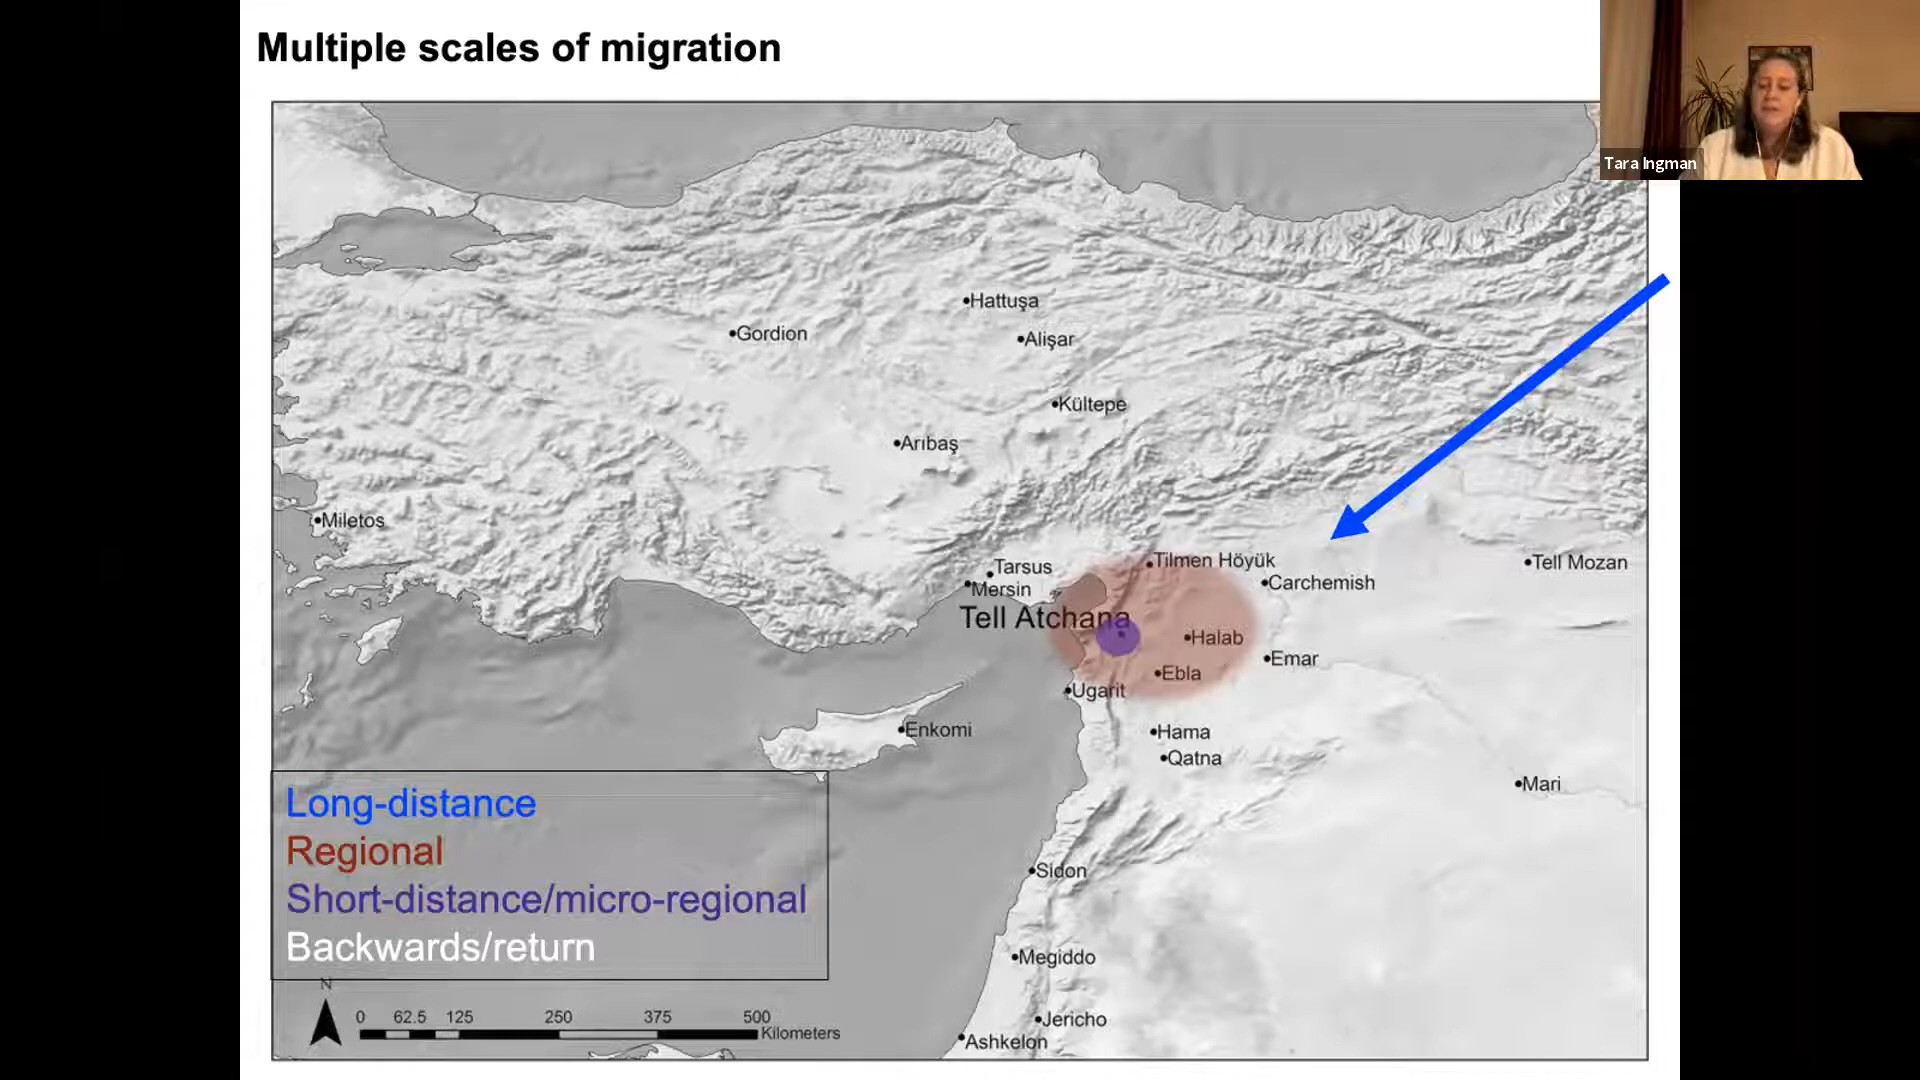 Multiple scales of migration
Tara Ingman
Hattuşa
Gordion
Alişar
Kültepe
Arıbaş
Miletos
Tilmen Höyük
Tell Mozan
Tarsus
Carchemish
Mersin
Tell Atchana
Halab
Emar
Ebla
Ugarit
Enkomi
Hama
Qatna
Mari
Long-distance
Regional
Sidon
Short-distance/micro-regional
Backwards/return
Megiddo
N
0 62.5 125 250 375 500
Kilometers
Jericho
Ashkelon